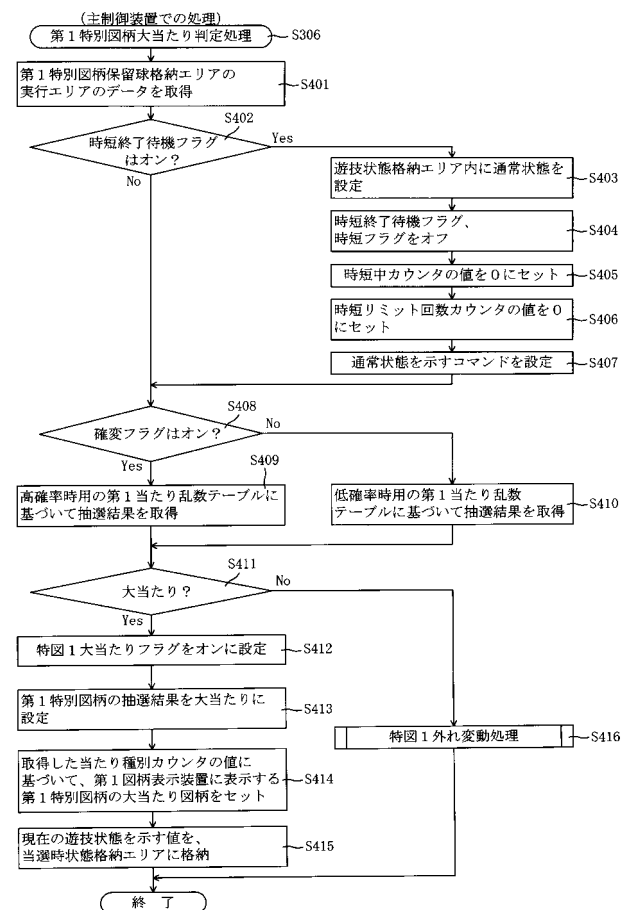 (主制御装置での処理)
第１特別図柄大当たり判定処理
S306
第１特別図柄保留球格納エリアの
実行エリアのデータを取得
S401
S402
時短終了待機フラグ
はオン？
Yes
No
遊技状態格納エリア内に通常状態を
設定
S403
時短終了待機フラグ、
時短フラグをオフ
S404
時短中カウンタの値を０にセット
S405
時短リミット回数カウンタの値を０
にセット
S406
通常状態を示すコマンドを設定
S407
S408
確変フラグはオン？
No
Yes
S409
高確率時用の第１当たり乱数テーブルに
基づいて抽選結果を取得
低確率時用の第１当たり乱数
テーブルに基づいて抽選結果を取得
S410
S411
大当たり？
No
Yes
特図１大当たりフラグをオンに設定
S412
第１特別図柄の抽選結果を大当たりに
設定
S413
特図１外れ変動処理
S416
取得した当たり種別カウンタの値に
基づいて、第１図柄表示装置に表示する
第１特別図柄の大当たり図柄をセット
S414
現在の遊技状態を示す値を、
当選時状態格納エリアに格納
S415
終 了